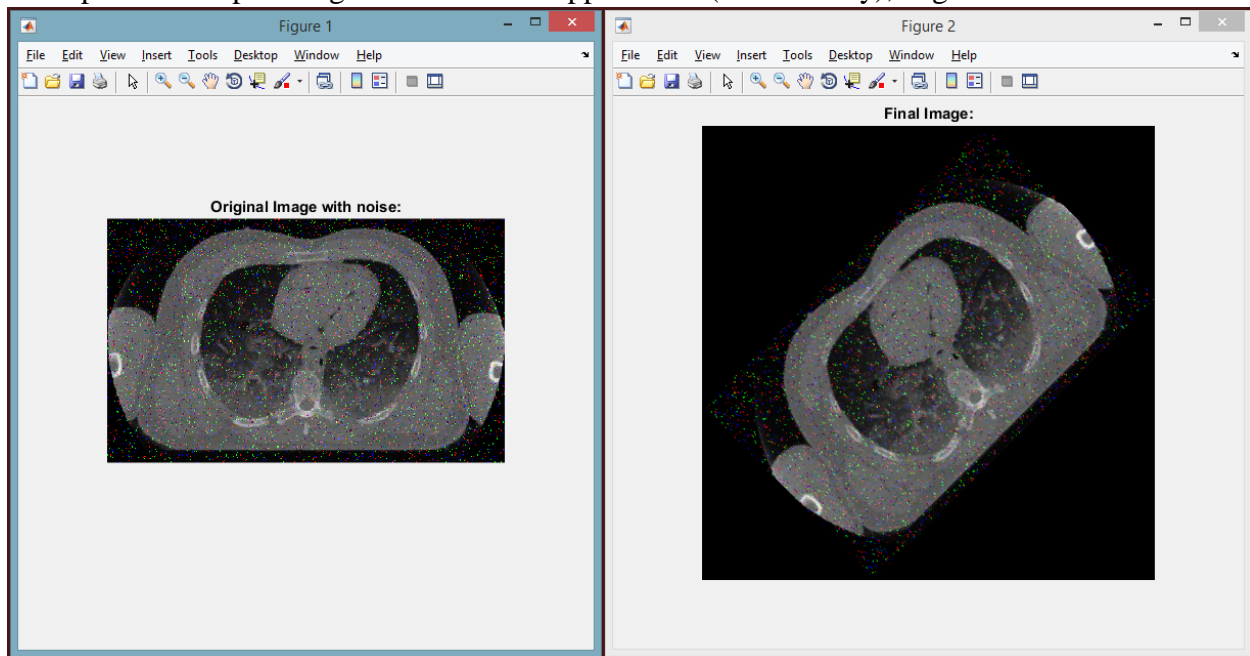 Figure 1
File Edit View Insert Tools Desktop Window Help
Original Image with noise:
Figure 2
File Edit View Insert Tools Desktop Window Help
Final Image: